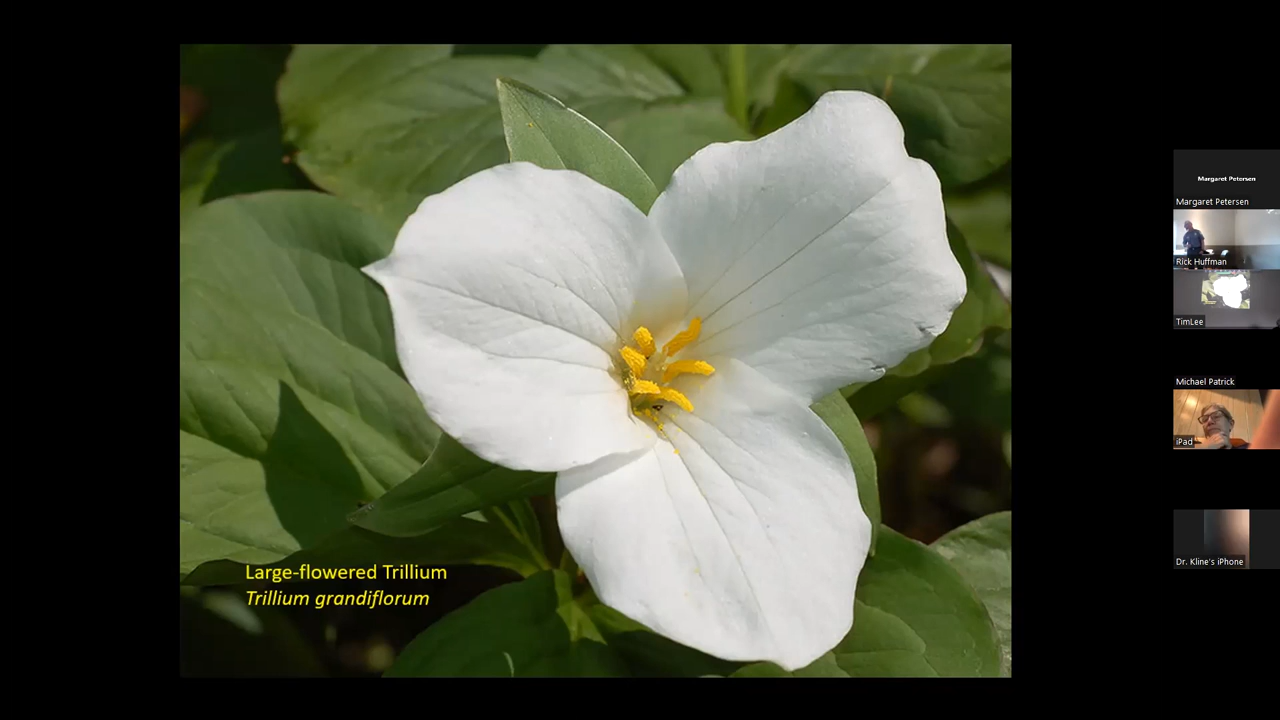 Large-flowered Trillium
Trillium grandiflorum
Margaret Petersen
Margaret Petersen
Rick Huffman
TimLee
Michael Patrick
iPad
Dr. Kline's iPhone